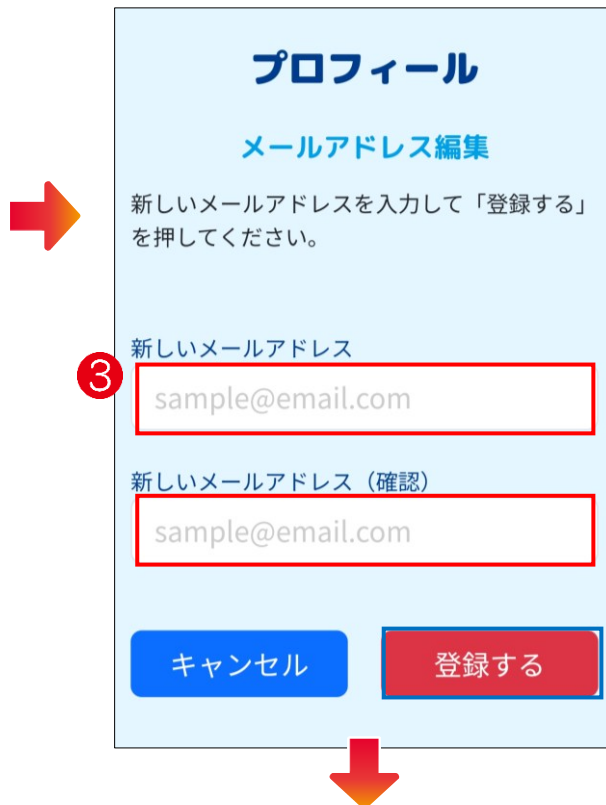 プロフィール
メールアドレス編集
新しいメールアドレスを入力して「登録する」
を押してください。
新しいメールアドレス
3
sample@email.com
新しいメールアドレス（確認）
sample@email.com
キャンセル
登録する